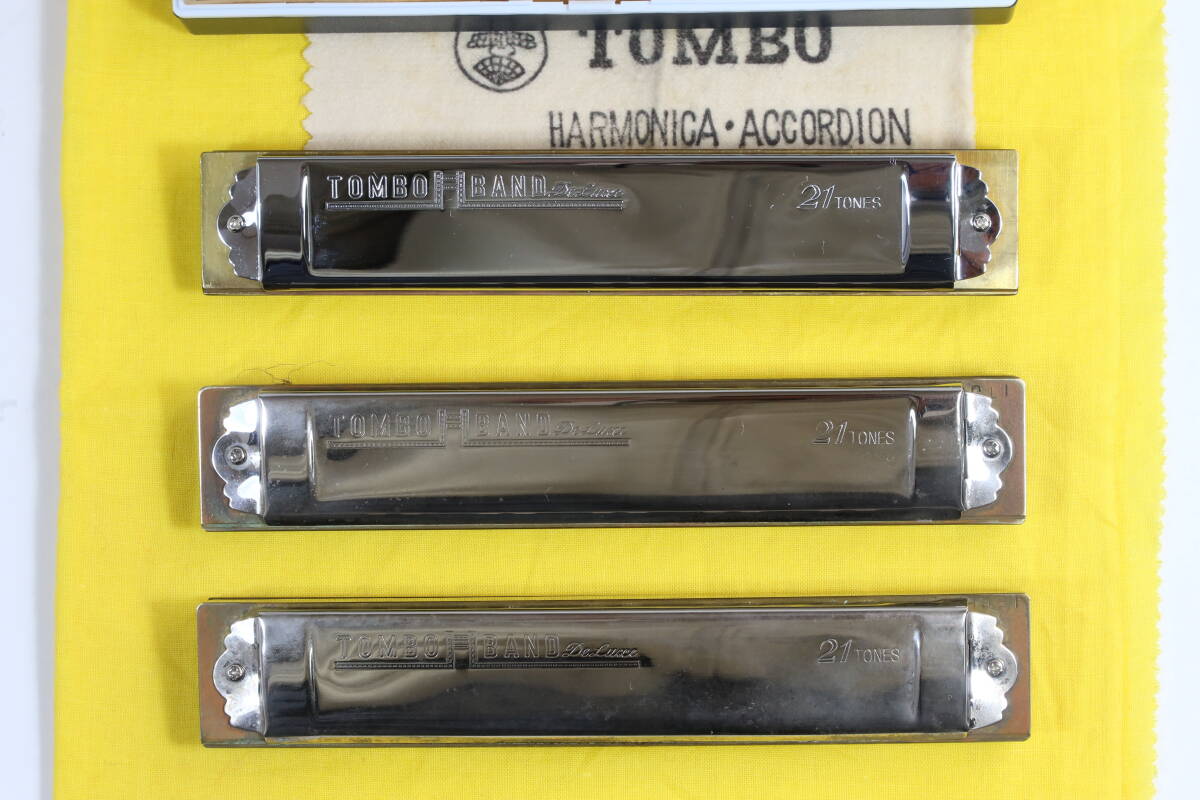 TOMBO
HARMONICA・ACCORDION
TOMBO BAND DeLuxe 21 TONES
TOMBO BAND DeLuxe 21 TONES
TOMBO BAND DeLuxe 21 TONES